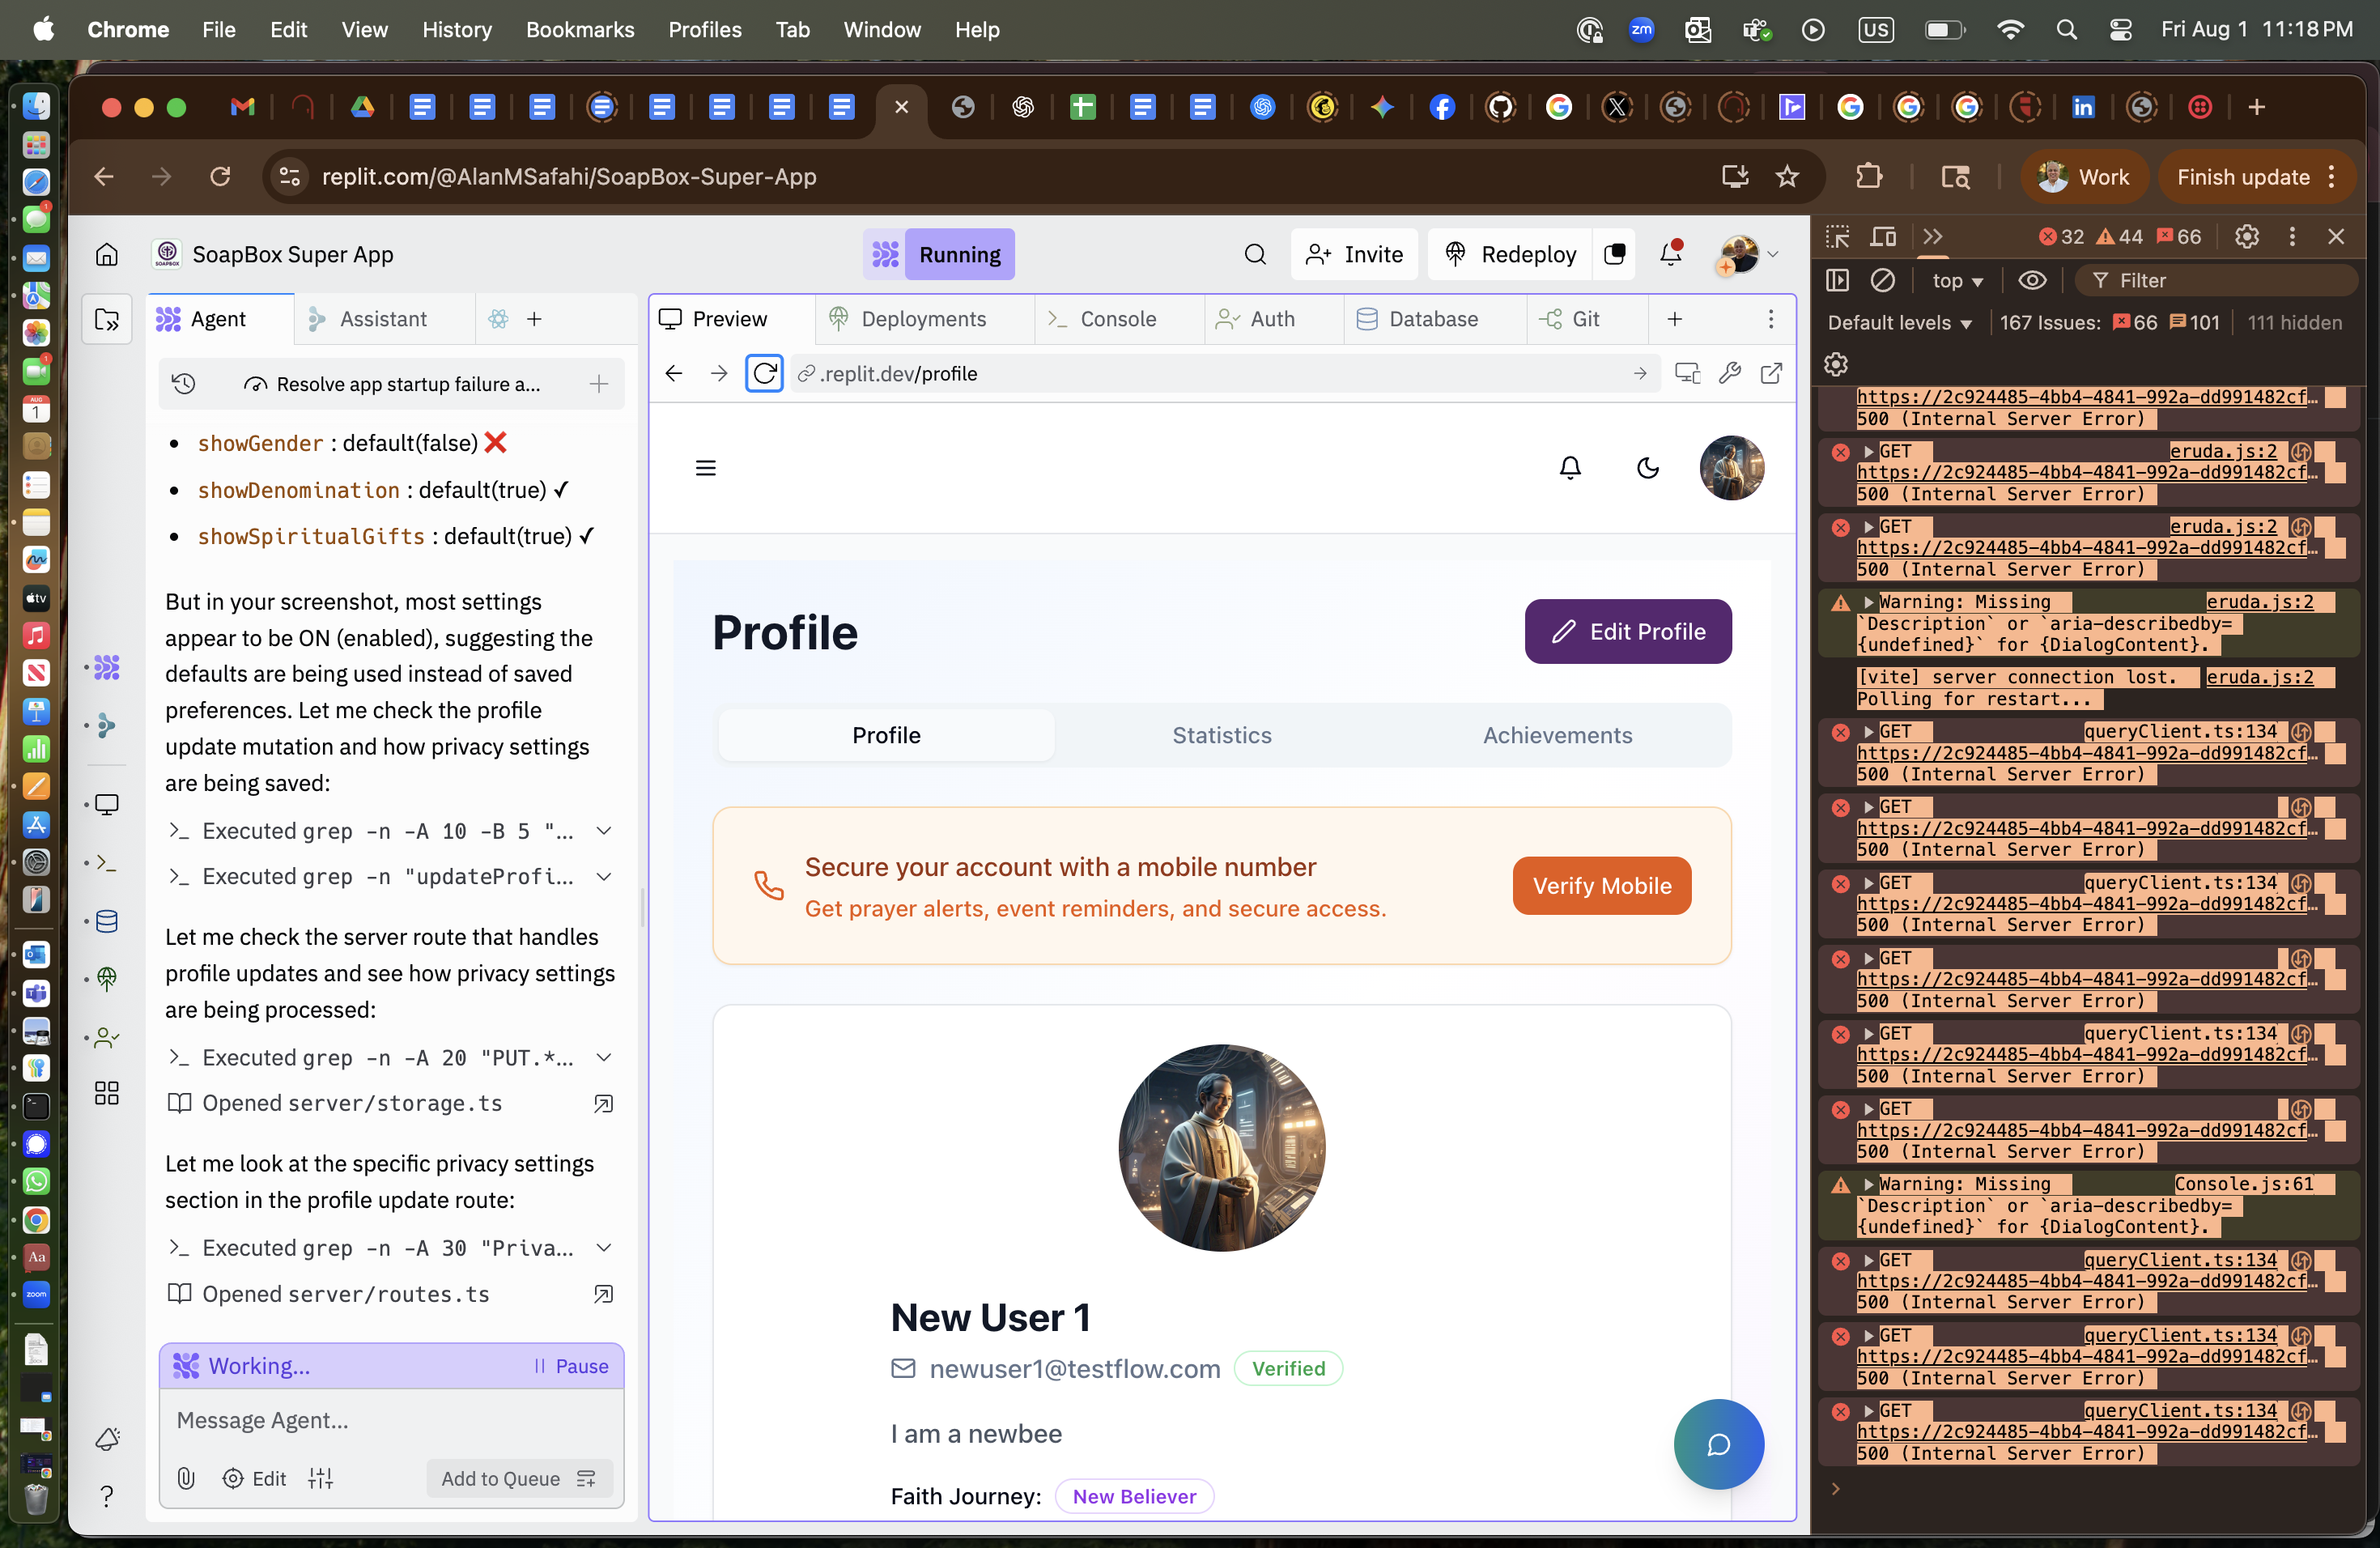 Chrome File Edit View History Bookmarks Profiles Tab Window Help
zm US Fri Aug 1 11:18 PM
replit.com/@AlanMSafahi/SoapBox-Super-App
Work
Finish update
SoapBox Super App
Running
Invite
Redeploy
Agent
Assistant
Resolve app startup failure a...
showGender : default(false) ❌
showDenomination : default(true) ✓
showSpiritualGifts : default(true) ✓
But in your screenshot, most settings
appear to be ON (enabled), suggesting the
defaults are being used instead of saved
preferences. Let me check the profile
update mutation and how privacy settings
are being saved:
Executed grep -n -A 10 -B 5 "...
Executed grep -n "updateProfi...
Let me check the server route that handles
profile updates and see how privacy settings
are being processed:
Executed grep -n -A 20 "PUT.*...
Opened server/storage.ts
Let me look at the specific privacy settings
section in the profile update route:
Executed grep -n -A 30 "Priva...
Opened server/routes.ts
Working...
Pause
Message Agent...
Edit
Add to Queue
Preview
Deployments
Console
Auth
Database
Git
.replit.dev/profile
Profile
Edit Profile
Profile
Statistics
Achievements
Secure your account with a mobile number
Get prayer alerts, event reminders, and secure access.
Verify Mobile
New User 1
newuser1@testflow.com Verified
I am a newbee
Faith Journey: New Believer
32 44 66
top
Filter
Default levels
167 Issues: 66 101
111 hidden
https://2c924485-4bb4-4841-992a-dd991482cf…
500 (Internal Server Error)
GET eruda.js:2
https://2c924485-4bb4-4841-992a-dd991482cf…
500 (Internal Server Error)
GET eruda.js:2
https://2c924485-4bb4-4841-992a-dd991482cf…
500 (Internal Server Error)
Warning: Missing eruda.js:2
`Description` or `aria-describedby=
{undefined}` for {DialogContent}.
[vite] server connection lost. eruda.js:2
Polling for restart...
GET queryClient.ts:134
https://2c924485-4bb4-4841-992a-dd991482cf…
500 (Internal Server Error)
GET
https://2c924485-4bb4-4841-992a-dd991482cf…
500 (Internal Server Error)
GET queryClient.ts:134
https://2c924485-4bb4-4841-992a-dd991482cf…
500 (Internal Server Error)
GET
https://2c924485-4bb4-4841-992a-dd991482cf…
500 (Internal Server Error)
GET queryClient.ts:134
https://2c924485-4bb4-4841-992a-dd991482cf…
500 (Internal Server Error)
GET
https://2c924485-4bb4-4841-992a-dd991482cf…
500 (Internal Server Error)
Warning: Missing Console.js:61
`Description` or `aria-describedby=
{undefined}` for {DialogContent}.
GET queryClient.ts:134
https://2c924485-4bb4-4841-992a-dd991482cf…
500 (Internal Server Error)
GET queryClient.ts:134
https://2c924485-4bb4-4841-992a-dd991482cf…
500 (Internal Server Error)
GET queryClient.ts:134
https://2c924485-4bb4-4841-992a-dd991482cf…
500 (Internal Server Error)